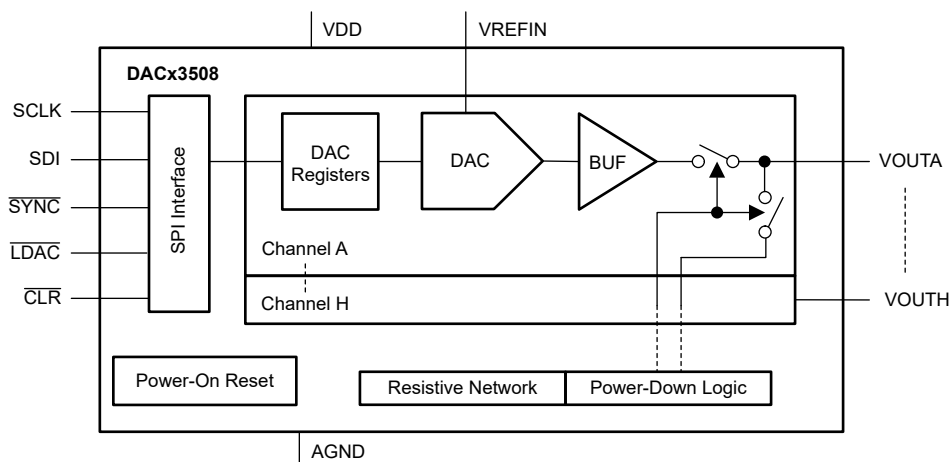 VDD
VREFIN
DACx3508
SCLK
SDI
SYNC
LDAC
CLR
SPI Interface
DAC
Registers
DAC
BUF
VOUTA
Channel A
Channel H
VOUTH
Power-On Reset
Resistive Network
Power-Down Logic
AGND